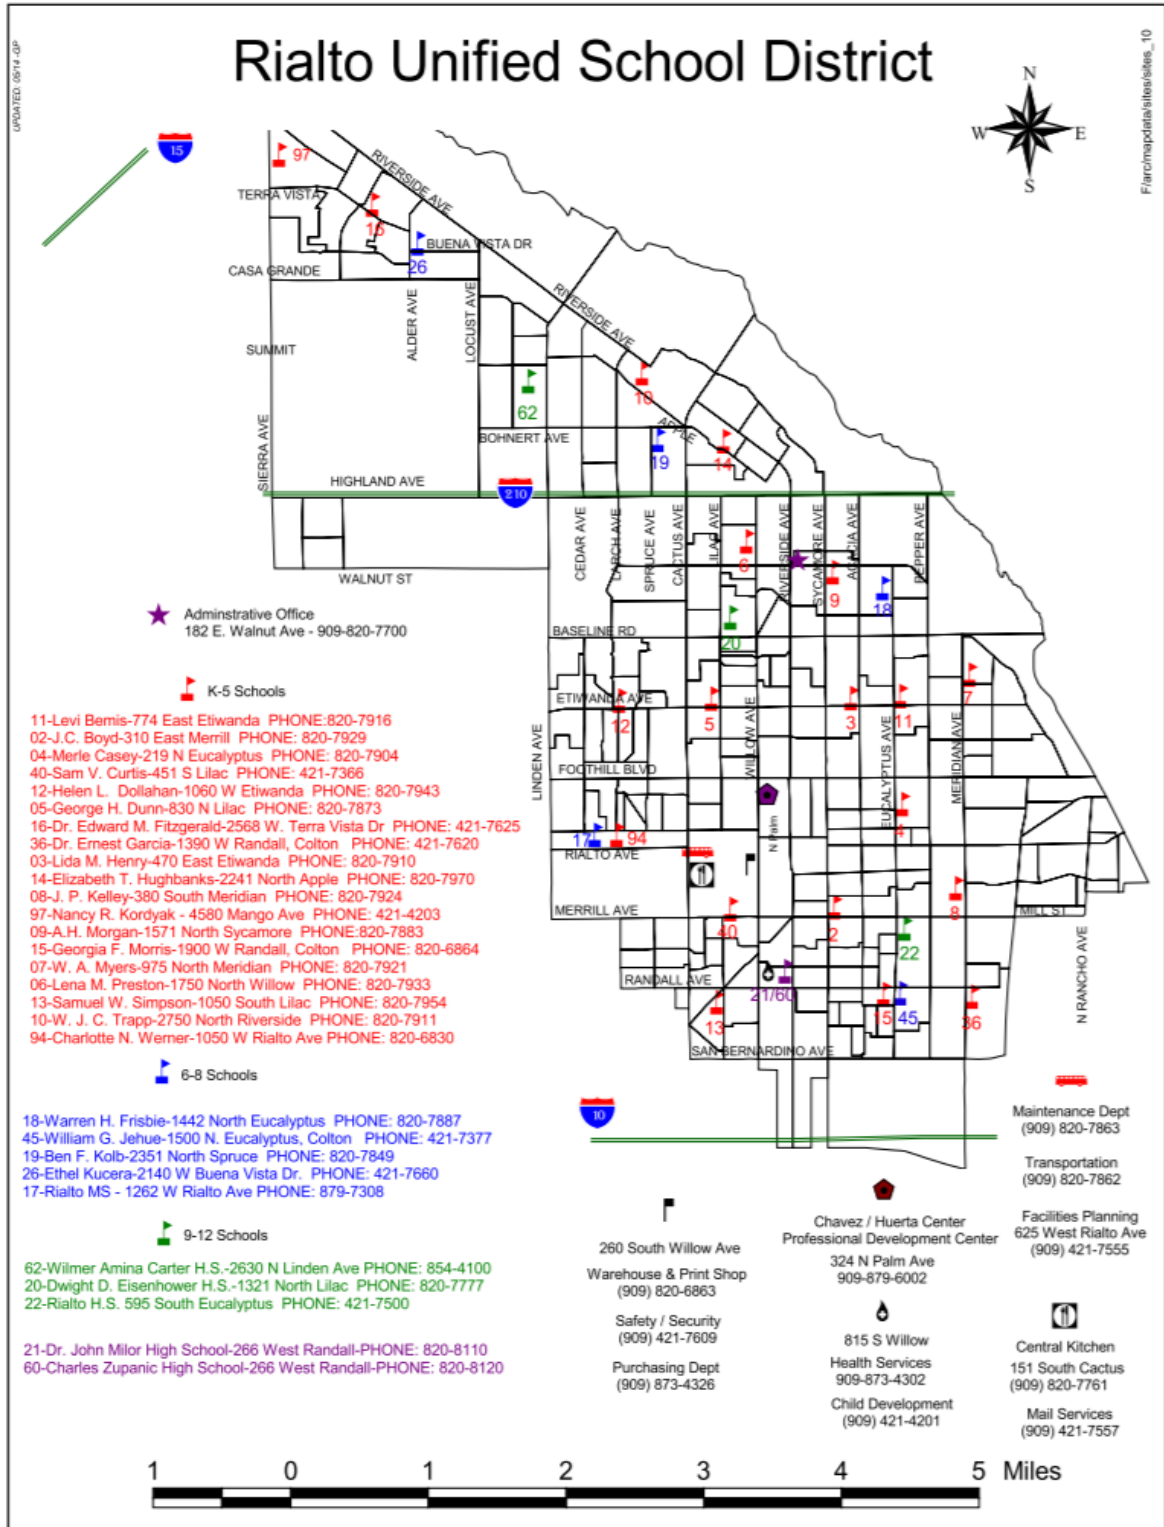 UPDATED: 05/14 -GP
Rialto Unified School District
F/arc/mapdata/sites/sites_10
N
W E
S
15
97
RIVERSIDE AVE
TERRA VISTA
16
BUENA VISTA DR
26
CASA GRANDE
RIVERSIDE AVE
ALDER AVE
LOCUST AVE
SUMMIT
10
62
APPLE
BOHNERT AVE
19
14
SIERRA AVE
HIGHLAND AVE
210
CEDAR AVE
LARCH AVE
SPRUCE AVE
CACTUS AVE
LILAC AVE
RIVERSIDE AVE
SYCAMORE AVE
ACACIA AVE
PEPPER AVE
6
WALNUT ST
9
18
BASELINE RD
20
7
ETIWANDA AVE
12
5
3
11
LINDEN AVE
WILLOW AVE
EUCALYPTUS AVE
MERIDIAN AVE
FOOTHILL BLVD
N Palm
4
17
94
RIALTO AVE
MERRILL AVE
40
2
8
MILL ST
22
RANDALL AVE
21/60
N RANCHO AVE
13
15
45
36
SAN BERNARDINO AVE
10
Adminstrative Office
182 E. Walnut Ave - 909-820-7700
K-5 Schools
11-Levi Bemis-774 East Etiwanda PHONE:820-7916
02-J.C. Boyd-310 East Merrill PHONE: 820-7929
04-Merle Casey-219 N Eucalyptus PHONE: 820-7904
40-Sam V. Curtis-451 S Lilac PHONE: 421-7366
12-Helen L. Dollahan-1060 W Etiwanda PHONE: 820-7943
05-George H. Dunn-830 N Lilac PHONE: 820-7873
16-Dr. Edward M. Fitzgerald-2568 W. Terra Vista Dr PHONE: 421-7625
36-Dr. Ernest Garcia-1390 W Randall, Colton PHONE: 421-7620
03-Lida M. Henry-470 East Etiwanda PHONE: 820-7910
14-Elizabeth T. Hughbanks-2241 North Apple PHONE: 820-7970
08-J. P. Kelley-380 South Meridian PHONE: 820-7924
97-Nancy R. Kordyak - 4580 Mango Ave PHONE: 421-4203
09-A.H. Morgan-1571 North Sycamore PHONE:820-7883
15-Georgia F. Morris-1900 W Randall, Colton PHONE: 820-6864
07-W. A. Myers-975 North Meridian PHONE: 820-7921
06-Lena M. Preston-1750 North Willow PHONE: 820-7933
13-Samuel W. Simpson-1050 South Lilac PHONE: 820-7954
10-W. J. C. Trapp-2750 North Riverside PHONE: 820-7911
94-Charlotte N. Werner-1050 W Rialto Ave PHONE: 820-6830
6-8 Schools
18-Warren H. Frisbie-1442 North Eucalyptus PHONE: 820-7887
45-William G. Jehue-1500 N. Eucalyptus, Colton PHONE: 421-7377
19-Ben F. Kolb-2351 North Spruce PHONE: 820-7849
26-Ethel Kucera-2140 W Buena Vista Dr. PHONE: 421-7660
17-Rialto MS - 1262 W Rialto Ave PHONE: 879-7308
9-12 Schools
62-Wilmer Amina Carter H.S.-2630 N Linden Ave PHONE: 854-4100
20-Dwight D. Eisenhower H.S.-1321 North Lilac PHONE: 820-7777
22-Rialto H.S. 595 South Eucalyptus PHONE: 421-7500
21-Dr. John Milor High School-266 West Randall-PHONE: 820-8110
60-Charles Zupanic High School-266 West Randall-PHONE: 820-8120
260 South Willow Ave
Warehouse & Print Shop
(909) 820-6863
Safety / Security
(909) 421-7609
Purchasing Dept
(909) 873-4326
Chavez / Huerta Center
Professional Development Center
324 N Palm Ave
909-879-6002
815 S Willow
Health Services
909-873-4302
Child Development
(909) 421-4201
Maintenance Dept
(909) 820-7863
Transportation
(909) 820-7862
Facilities Planning
625 West Rialto Ave
(909) 421-7555
Central Kitchen
151 South Cactus
(909) 820-7761
Mail Services
(909) 421-7557
1 0 1 2 3 4 5 Miles